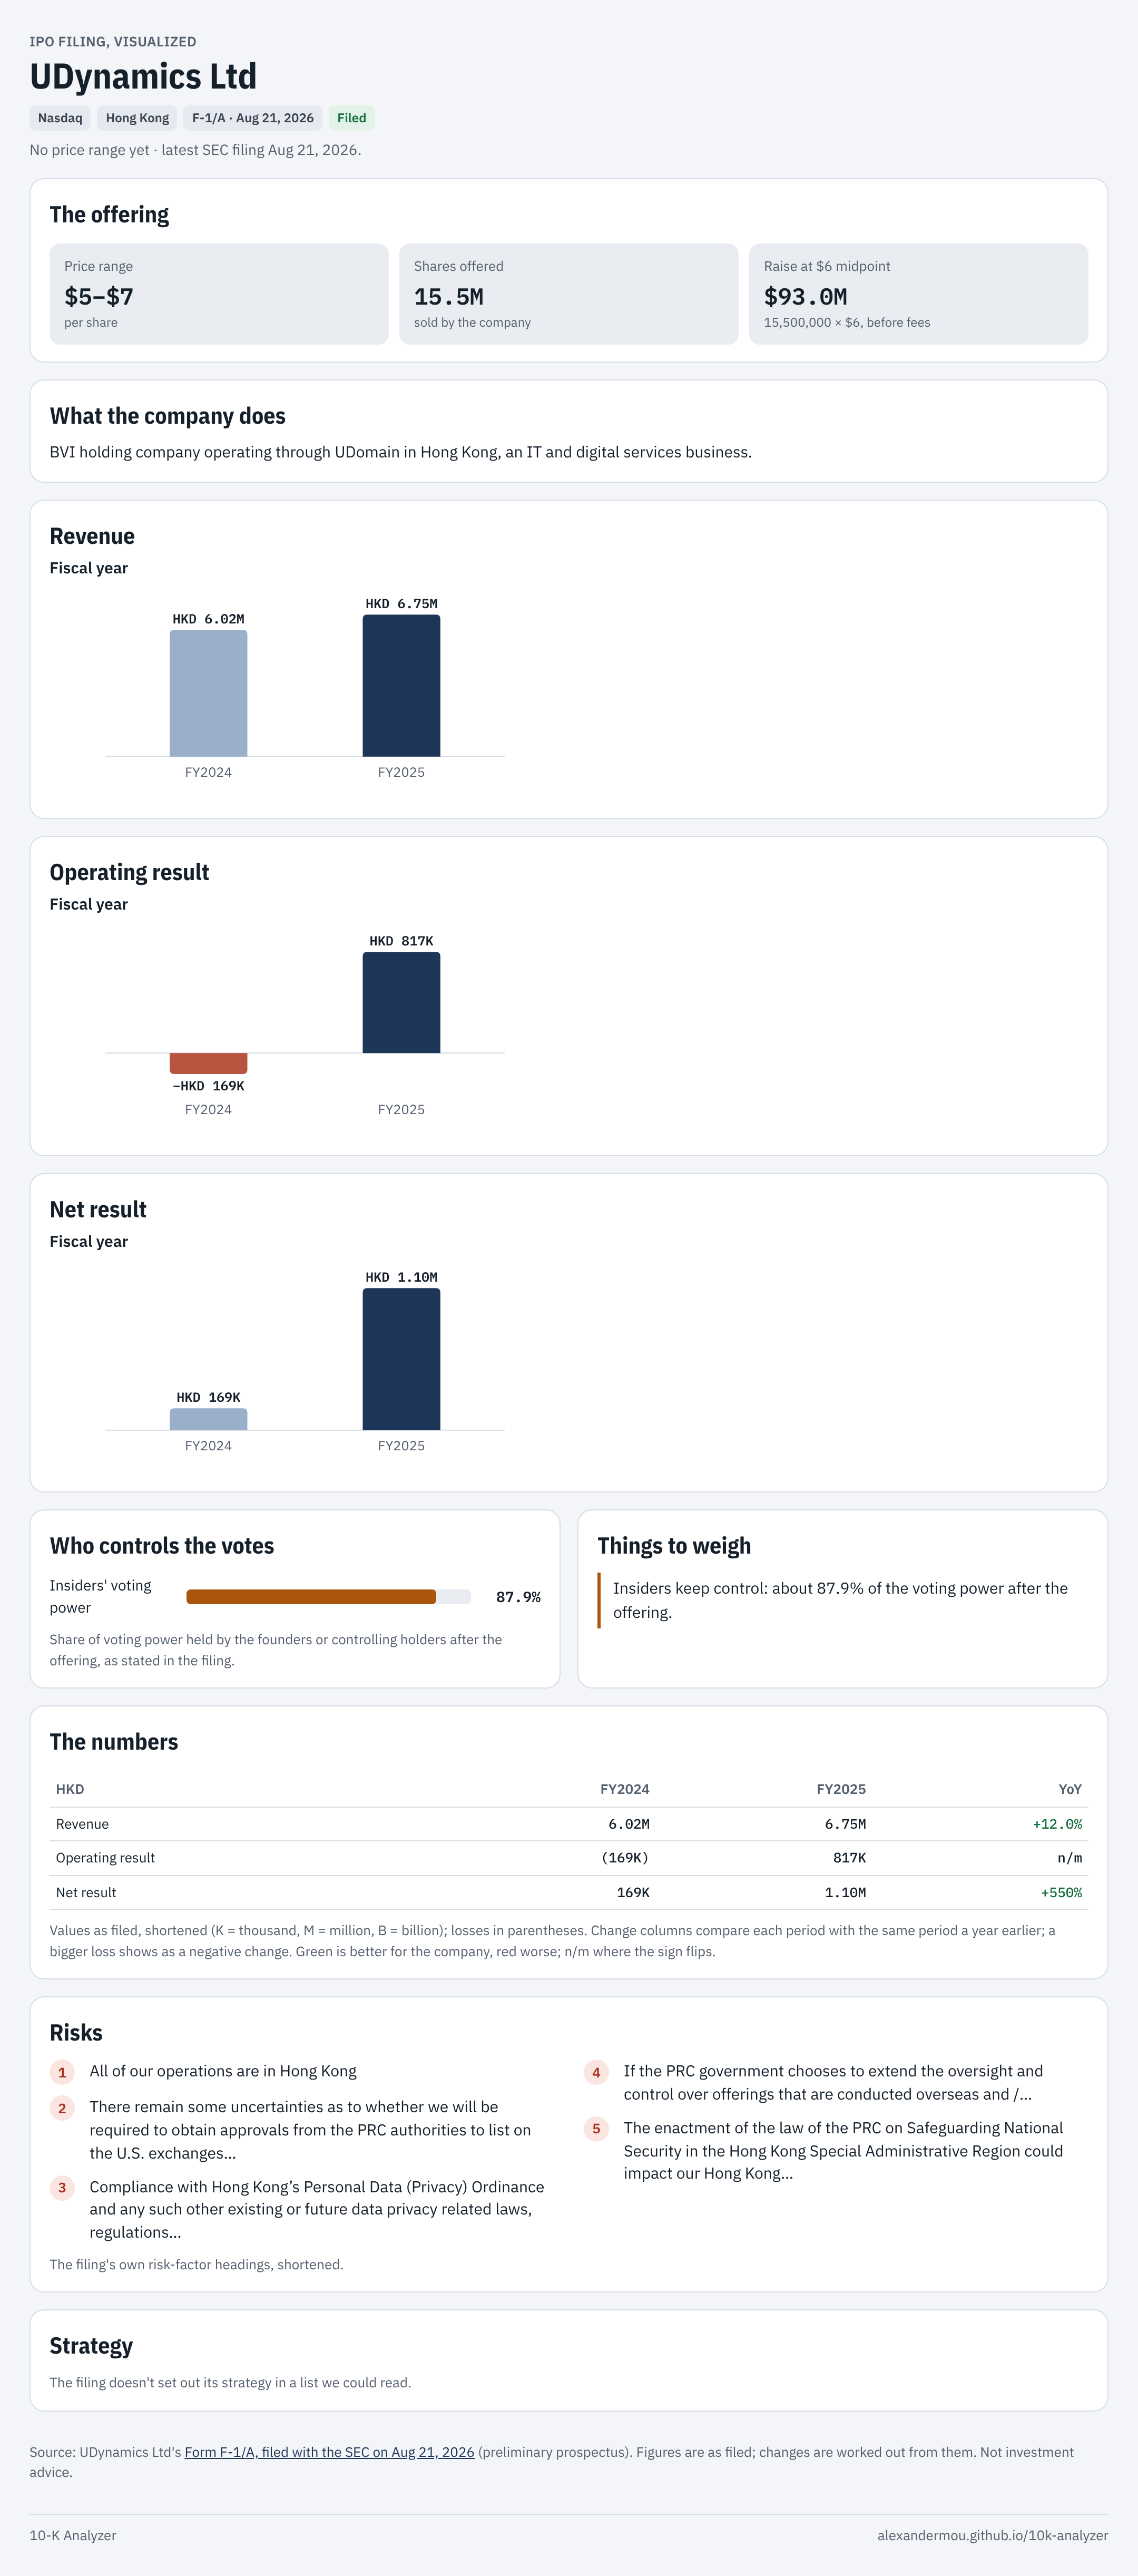 IPO FILING, VISUALIZED
UDynamics Ltd
Nasdaq
Hong Kong
F-1/A · Aug 21, 2026
Filed
No price range yet · latest SEC filing Aug 21, 2026.
The offering
Price range
$5–$7
per share
Shares offered
15.5M
sold by the company
Raise at $6 midpoint
$93.0M
15,500,000 × $6, before fees
What the company does
BVI holding company operating through UDomain in Hong Kong, an IT and digital services business.
Revenue
Fiscal year
HKD 6.02M
HKD 6.75M
FY2024
FY2025
Operating result
Fiscal year
HKD 817K
−HKD 169K
FY2024
FY2025
Net result
Fiscal year
HKD 1.10M
HKD 169K
FY2024
FY2025
Who controls the votes
Insiders' voting
power
87.9%
Share of voting power held by the founders or controlling holders after the
offering, as stated in the filing.
Things to weigh
Insiders keep control: about 87.9% of the voting power after the
offering.
The numbers
HKD FY2024 FY2025 YoY
Revenue 6.02M 6.75M +12.0%
Operating result (169K) 817K n/m
Net result 169K 1.10M +550%
Values as filed, shortened (K = thousand, M = million, B = billion); losses in parentheses. Change columns compare each period with the same period a year earlier; a
bigger loss shows as a negative change. Green is better for the company, red worse; n/m where the sign flips.
Risks
1 All of our operations are in Hong Kong
2 There remain some uncertainties as to whether we will be
required to obtain approvals from the PRC authorities to list on
the U.S. exchanges…
3 Compliance with Hong Kong’s Personal Data (Privacy) Ordinance
and any such other existing or future data privacy related laws,
regulations…
4 If the PRC government chooses to extend the oversight and
control over offerings that are conducted overseas and /…
5 The enactment of the law of the PRC on Safeguarding National
Security in the Hong Kong Special Administrative Region could
impact our Hong Kong…
The filing's own risk-factor headings, shortened.
Strategy
The filing doesn't set out its strategy in a list we could read.
Source: UDynamics Ltd's Form F-1/A, filed with the SEC on Aug 21, 2026 (preliminary prospectus). Figures are as filed; changes are worked out from them. Not investment
advice.
10-K Analyzer
alexandermou.github.io/10k-analyzer